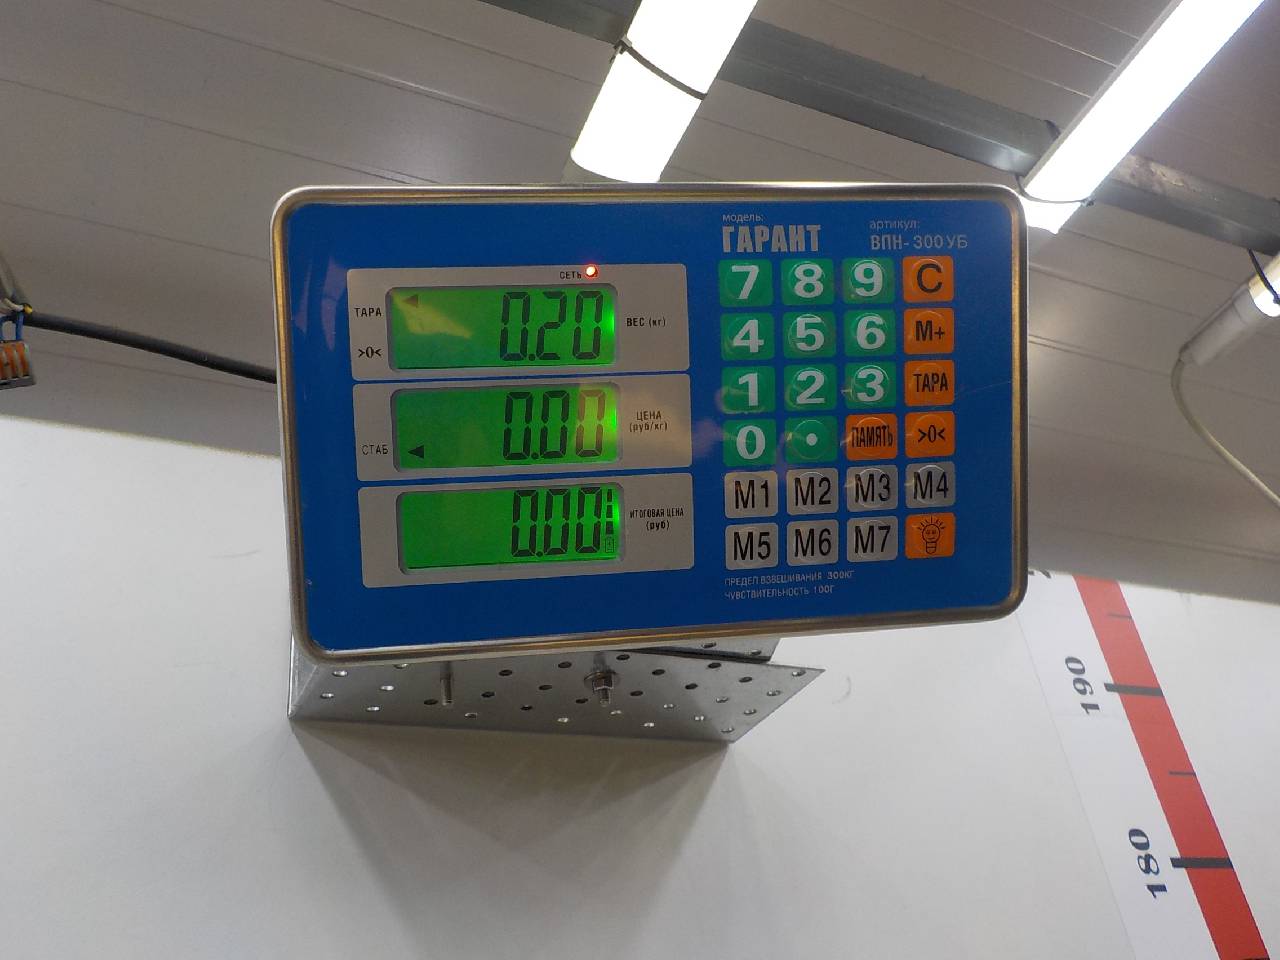 модель:
ГАРАНТ
артикул:
ВПН-300УБ
СЕТЬ
ТАРА
>0<
0.20
ВЕС (кг)
СТАБ
0.00
ЦЕНА
(руб/кг)
0.00
ИТОГОВАЯ ЦЕНА
(руб)
7 8 9 C
4 5 6 M+
1 2 3 ТАРА
0 . ПАМЯТЬ >0<
M1 M2 M3 M4
M5 M6 M7
ПРЕДЕЛ ВЗВЕШИВАНИЯ 300КГ
ЧУВСТВИТЕЛЬНОСТЬ 100Г
190
180